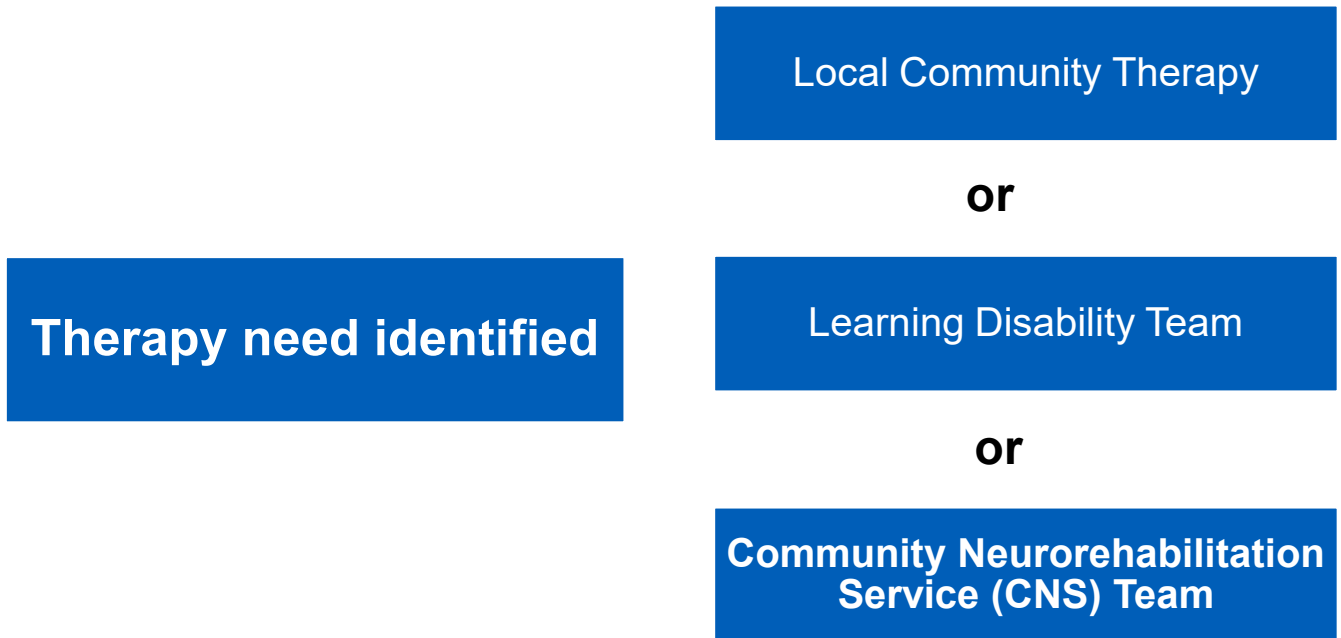 Therapy need identified
Local Community Therapy
or
Learning Disability Team
or
Community Neurorehabilitation
Service (CNS) Team